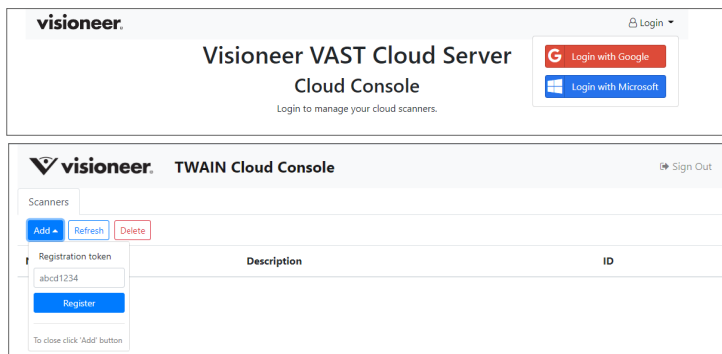 visioneer.
Login
Visioneer VAST Cloud Server
Login with Google
Cloud Console
Login with Microsoft
Login to manage your cloud scanners.
visioneer. TWAIN Cloud Console
Sign Out
Scanners
Add Refresh Delete
Registration token
Description ID
abcd1234
Register
To close click 'Add' button